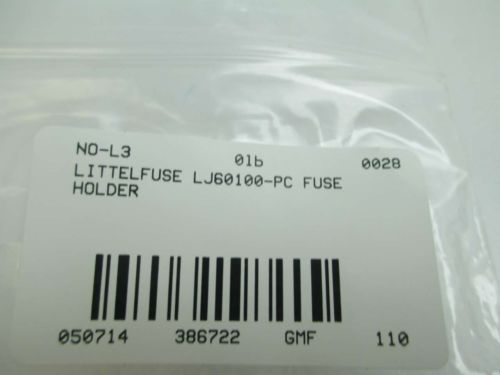 NO-L3 01b 0028
LITTELFUSE LJ60100-PC FUSE
HOLDER
050714 386722 GMF 110